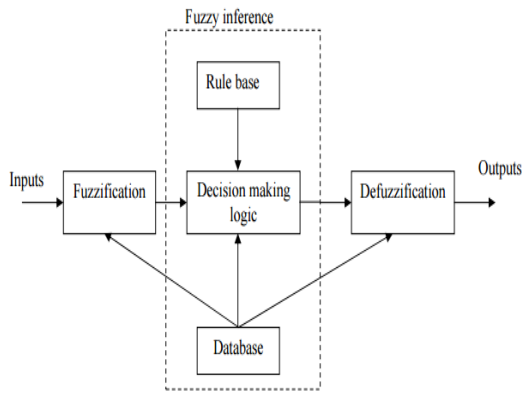 Fuzzy inference
Rule base
Inputs
Fuzzification
Decision making
logic
Defuzzification
Outputs
Database